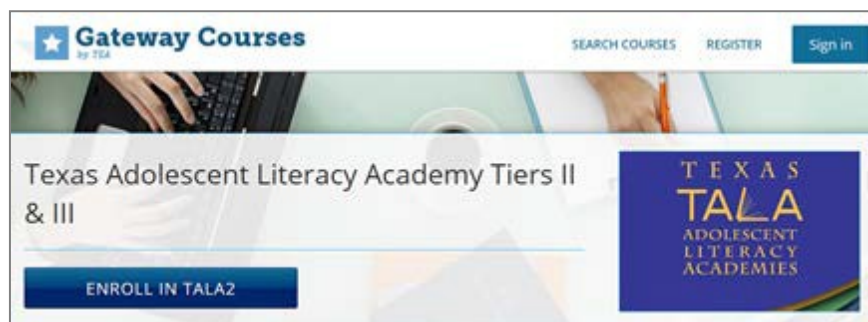 Gateway Courses
by TEA
SEARCH COURSES
REGISTER
Sign in
Texas Adolescent Literacy Academy Tiers II
& III
ENROLL IN TALA2
TEXAS
TALA
ADOLESCENT
LITERACY
ACADEMIES